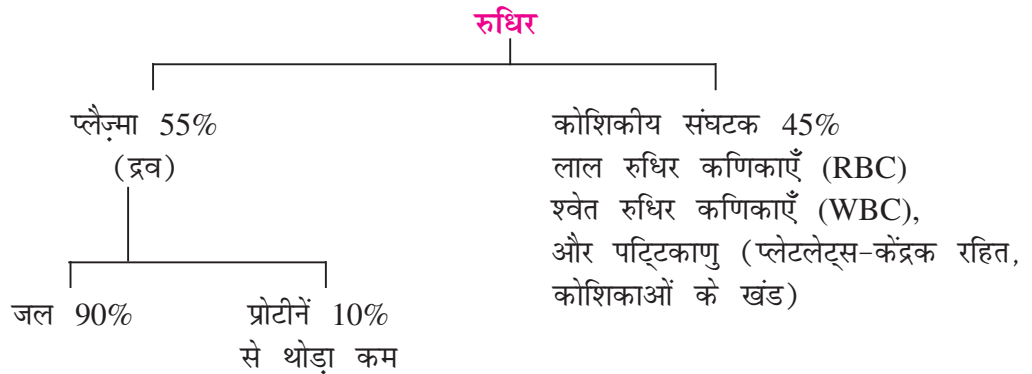 रुधिर
प्लैज़्मा 55%
(द्रव)
जल 90%
प्रोटीनें 10%
से थोड़ा कम
कोशिकीय संघटक 45%
लाल रुधिर कणिकाएँ (RBC)
श्वेत रुधिर कणिकाएँ (WBC),
और पट्टिकाणु (प्लेटलेट्स-केंद्रक रहित,
कोशिकाओं के खंड)